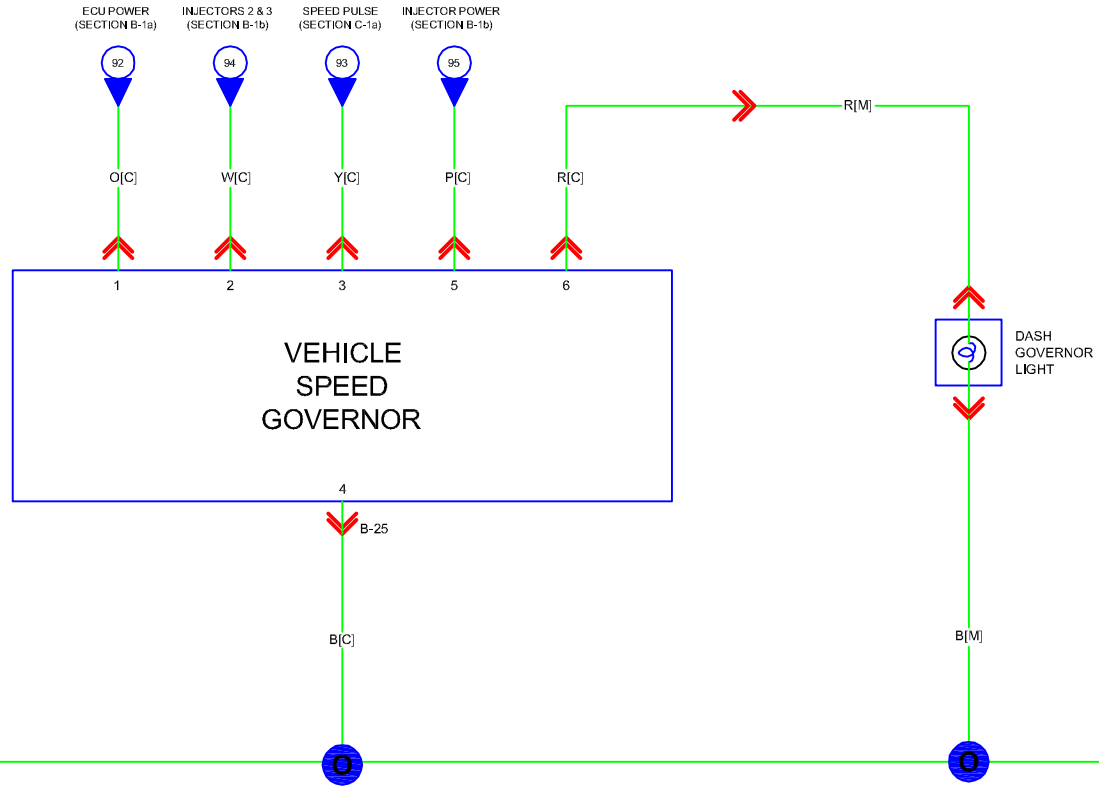 ECU POWER
(SECTION B-1a)
INJECTORS 2 & 3
(SECTION B-1b)
SPEED PULSE
(SECTION C-1a)
INJECTOR POWER
(SECTION B-1b)
92
94
93
95
R[M]
O[C]
W[C]
Y[C]
P[C]
R[C]
1
2
3
5
6
VEHICLE
SPEED
GOVERNOR
DASH
GOVERNOR
LIGHT
4
B-25
B[C]
B[M]
O
O